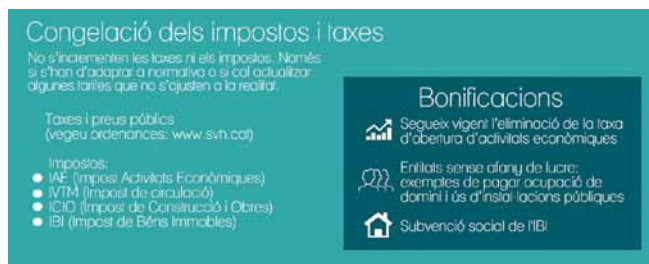 Congelació dels impostos i taxes
No s'incrementen les taxes ni els impostos. Només
si s'han d'adaptar a normativa o si cal actualitzar
algunes tarifes que no s'ajusten a la realitat.
Taxes i preus públics
(vegeu ordenances: www.svh.cat)
Impostos:
IAE (Impost Activitats Econòmiques)
IVTM (Impost de circulació)
ICIO (Impost de Construcció i Obres)
IBI (Impost de Béns Immobles)
Bonificacions
Segueix vigent l'eliminació de la taxa
d'obertura d'activitats econòmiques
Entitats sense afany de lucre:
exemptes de pagar ocupació de
domini i ús d'instal·lacions públiques
Subvenció social de l'IBI